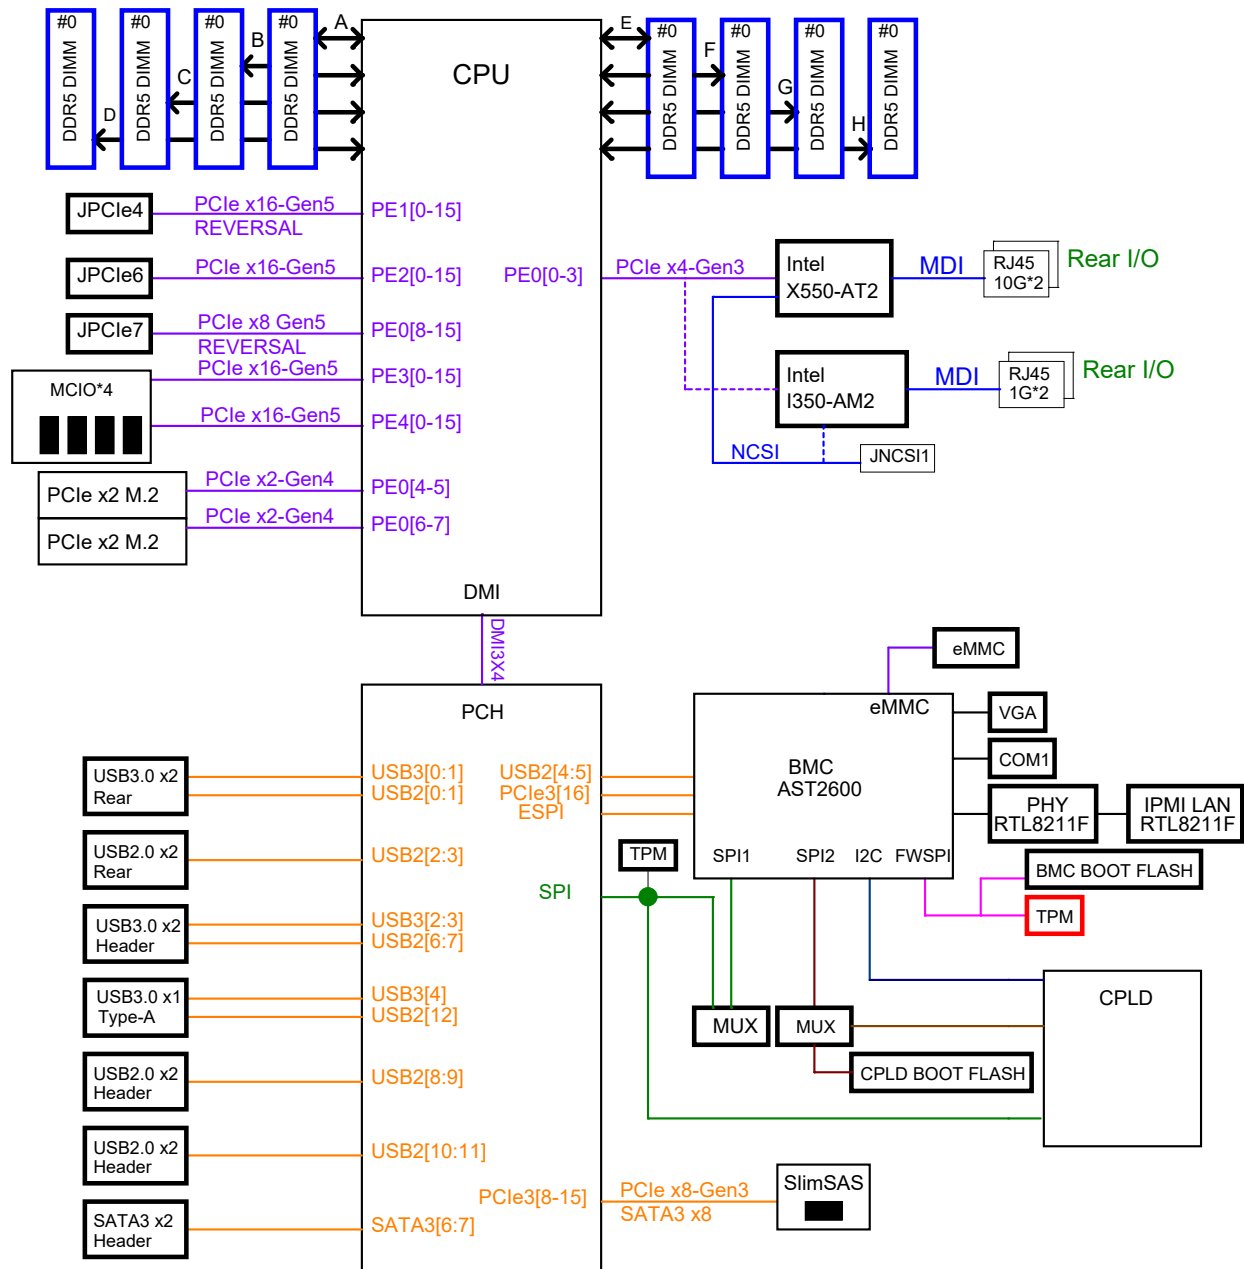 #0
DDR5 DIMM
D
#0
DDR5 DIMM
C
#0
DDR5 DIMM
B
#0
DDR5 DIMM
A
CPU
E
#0
DDR5 DIMM
F
#0
DDR5 DIMM
G
#0
DDR5 DIMM
H
#0
DDR5 DIMM
JPCIe4
PCIe x16-Gen5
REVERSAL
PE1[0-15]
JPCIe6
PCIe x16-Gen5
PE2[0-15]
JPCIe7
PCIe x8 Gen5
REVERSAL
PE0[8-15]
MCIO*4
PCIe x16-Gen5
PE3[0-15]
PCIe x16-Gen5
PE4[0-15]
PCIe x2 M.2
PCIe x2-Gen4
PE0[4-5]
PCIe x2 M.2
PCIe x2-Gen4
PE0[6-7]
PE0[0-3]
PCIe x4-Gen3
Intel
X550-AT2
MDI
RJ45
10G*2
Rear I/O
Intel
I350-AM2
MDI
RJ45
1G*2
Rear I/O
NCSI
JNCSI1
DMI
DMI3X4
PCH
USB3.0 x2
Rear
USB3[0:1]
USB2[0:1]
USB2.0 x2
Rear
USB2[2:3]
USB3.0 x2
Header
USB3[2:3]
USB2[6:7]
USB3.0 x1
Type-A
USB3[4]
USB2[12]
USB2.0 x2
Header
USB2[8:9]
USB2.0 x2
Header
USB2[10:11]
SATA3 x2
Header
SATA3[6:7]
USB2[4:5]
PCIe3[16]
ESPI
SPI
TPM
eMMC
eMMC
BMC
AST2600
VGA
COM1
PHY
RTL8211F
IPMI LAN
RTL8211F
SPI1
SPI2
I2C
FWSPI
BMC BOOT FLASH
TPM
MUX
MUX
CPLD BOOT FLASH
CPLD
PCIe3[8-15]
PCIe x8-Gen3
SATA3 x8
SlimSAS